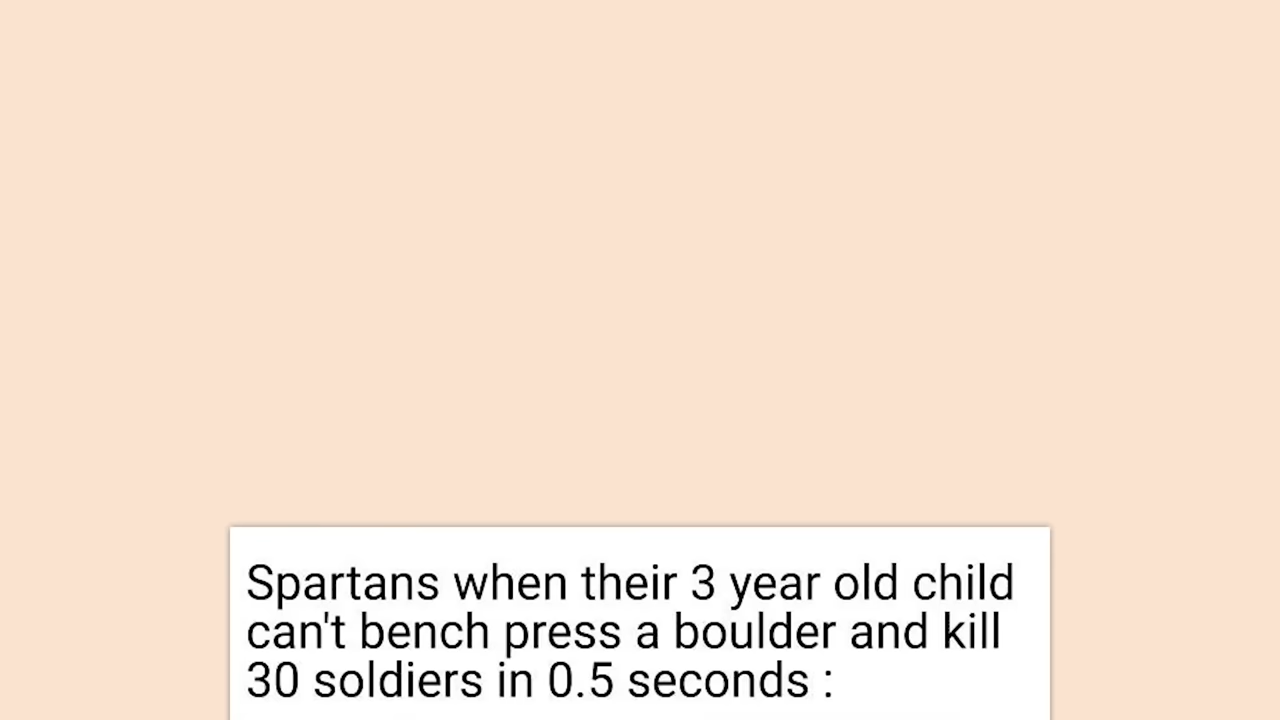 Spartans when their 3 year old child
can't bench press a boulder and kill
30 soldiers in 0.5 seconds :